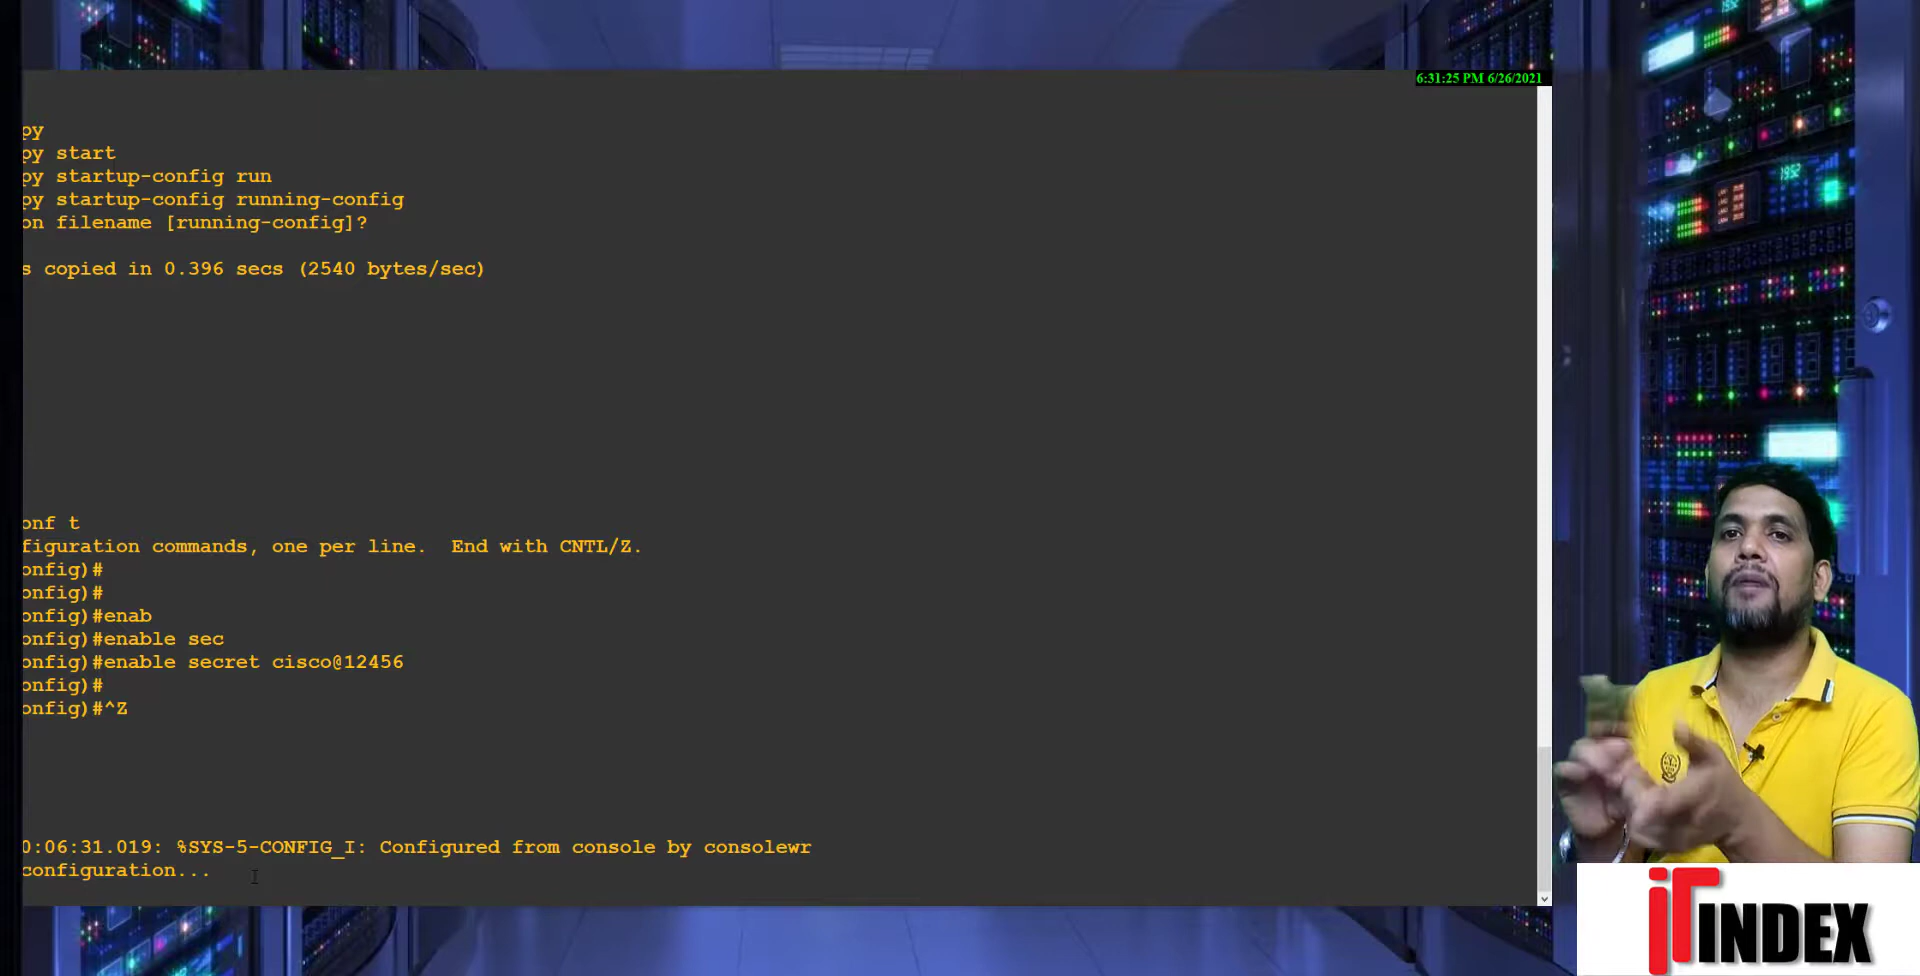 6:31:25 PM 6/26/2021
py
py start
py startup-config run
py startup-config running-config
on filename [running-config]?
s copied in 0.396 secs (2540 bytes/sec)
onf t
figuration commands, one per line.  End with CNTL/Z.
onfig)#
onfig)#
onfig)#enab
onfig)#enable sec
onfig)#enable secret cisco@12456
onfig)#
onfig)#^Z
0:06:31.019: %SYS-5-CONFIG_I: Configured from console by consolewr
configuration...
iT INDEX